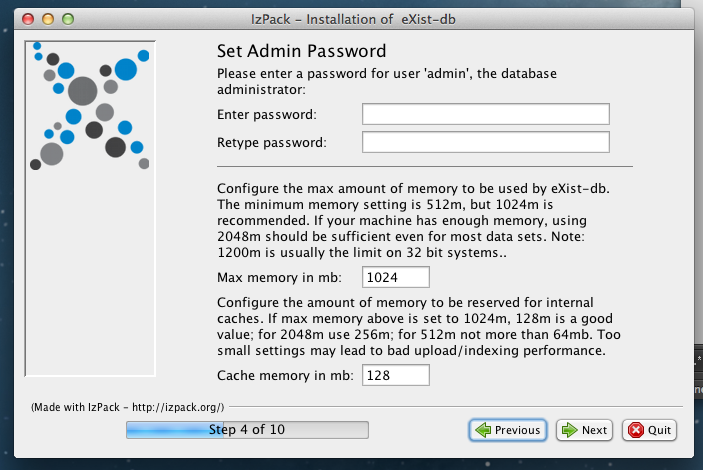 IzPack - Installation of  eXist-db
Set Admin Password
Please enter a password for user 'admin', the database
administrator:
Enter password:
Retype password:
Configure the max amount of memory to be used by eXist-db.
The minimum memory setting is 512m, but 1024m is
recommended. If your machine has enough memory, using
2048m should be sufficient even for most data sets. Note:
1200m is usually the limit on 32 bit systems..
Max memory in mb: 1024
Configure the amount of memory to be reserved for internal
caches. If max memory above is set to 1024m, 128m is a good
value; for 2048m use 256m; for 512m not more than 64mb. Too
small settings may lead to bad upload/indexing performance.
Cache memory in mb: 128
(Made with IzPack - http://izpack.org/)
Step 4 of 10
Previous
Next
Quit